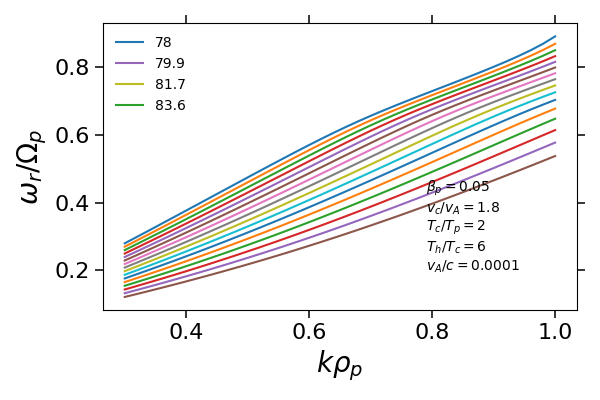 78
79.9
81.7
83.6
0.8
0.6
0.4
0.2
ω_r/Ω_p
β_p = 0.05
v_c/v_A = 1.8
T_c/T_p = 2
T_h/T_c = 6
v_A/c = 0.0001
0.4 0.6 0.8 1.0
kρ_p